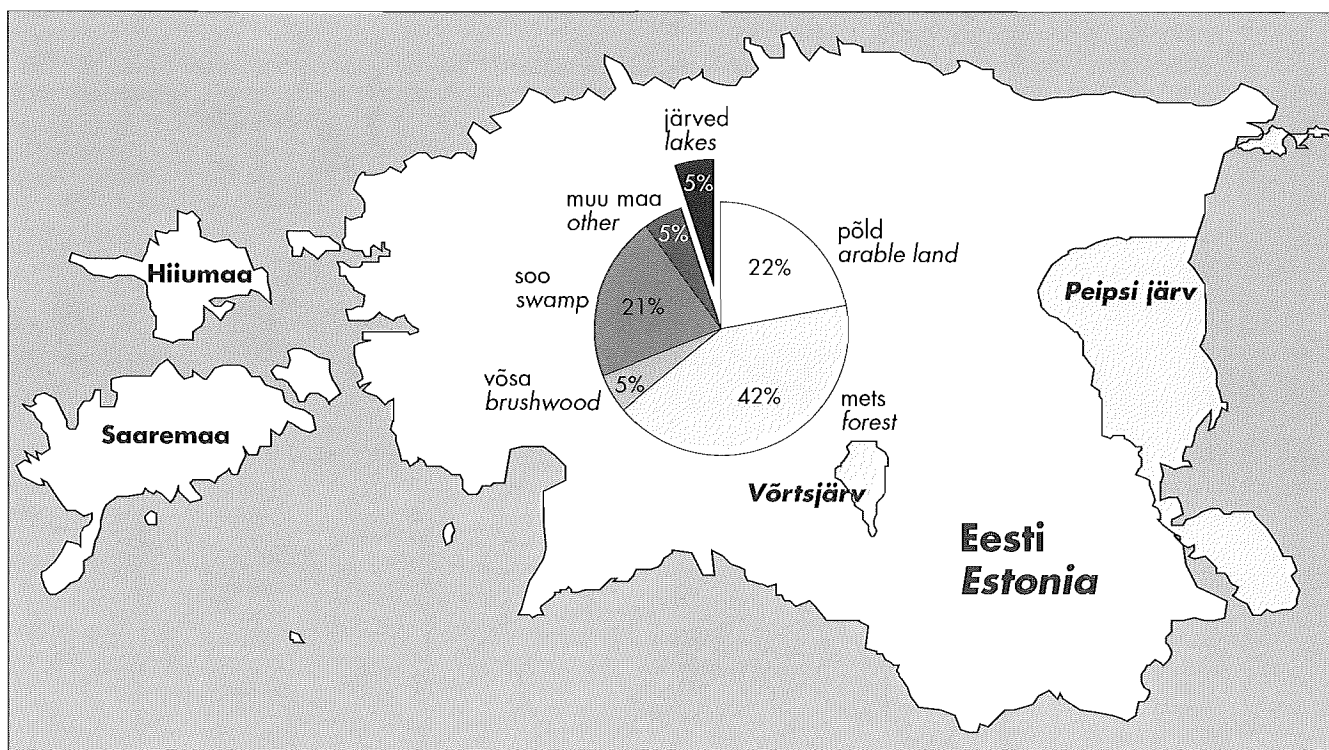 järved
lakes
5%
muu maa
other
5%
põld
arable land
22%
soo
swamp
21%
võsa
brushwood
5%
mets
forest
42%
Hiiumaa
Saaremaa
Peipsi järv
Võrtsjärv
Eesti
Estonia